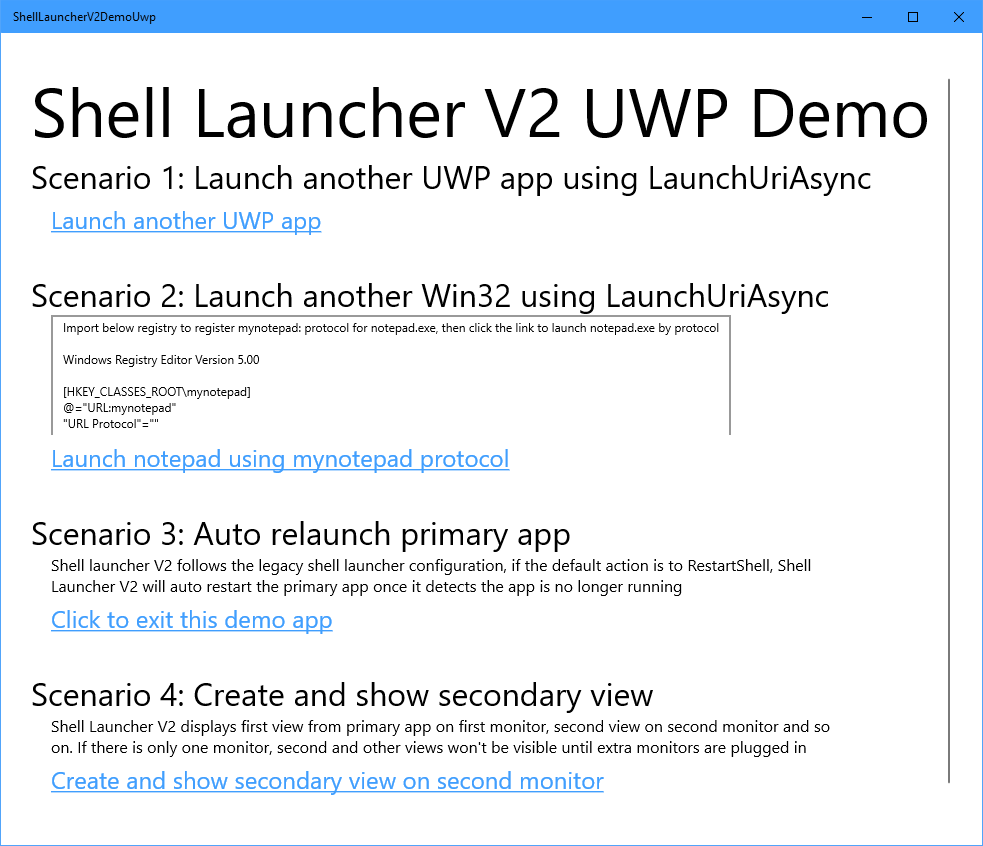 ShellLauncherV2DemoUwp
Shell Launcher V2 UWP Demo
Scenario 1: Launch another UWP app using LaunchUriAsync
Launch another UWP app
Scenario 2: Launch another Win32 using LaunchUriAsync
Import below registry to register mynotepad: protocol for notepad.exe, then click the link to launch notepad.exe by protocol
Windows Registry Editor Version 5.00
[HKEY_CLASSES_ROOT\mynotepad]
@="URL:mynotepad"
"URL Protocol"=""
Launch notepad using mynotepad protocol
Scenario 3: Auto relaunch primary app
Shell launcher V2 follows the legacy shell launcher configuration, if the default action is to RestartShell, Shell
Launcher V2 will auto restart the primary app once it detects the app is no longer running
Click to exit this demo app
Scenario 4: Create and show secondary view
Shell Launcher V2 displays first view from primary app on first monitor, second view on second monitor and so
on. If there is only one monitor, second and other views won't be visible until extra monitors are plugged in
Create and show secondary view on second monitor